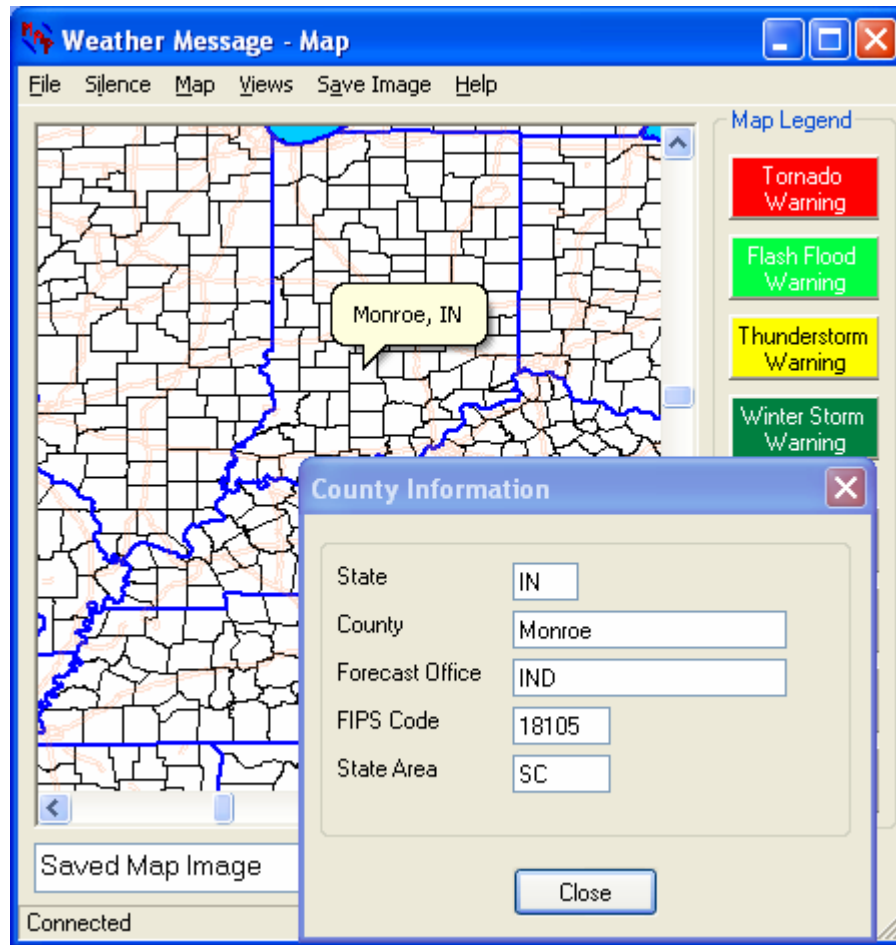 Weather Message - Map
File Silence Map Views Save Image Help
Map Legend
Tornado
Warning
Flash Flood
Warning
Monroe, IN
Thunderstorm
Warning
Winter Storm
Warning
County Information
State IN
County Monroe
Forecast Office IND
FIPS Code 18105
State Area SC
Close
Saved Map Image
Connected